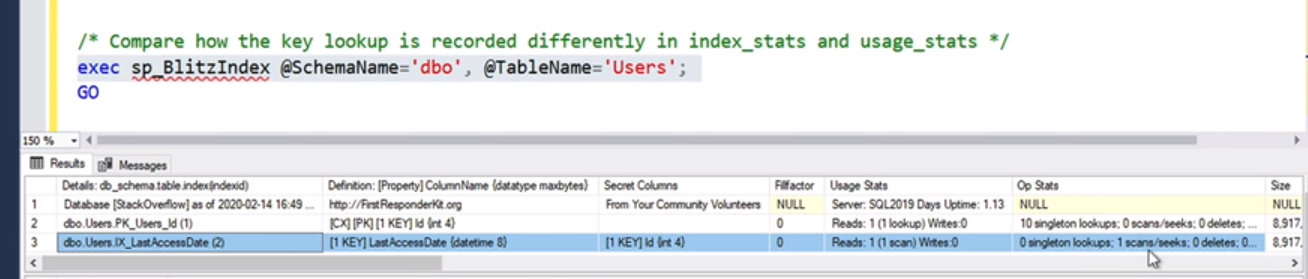 /* Compare how the key lookup is recorded differently in index_stats and usage_stats */
exec sp_BlitzIndex @SchemaName='dbo', @TableName='Users';
GO
150 %
Results Messages
Details: db_schema.table.index(indexid) Definition: [Property] ColumnName {datatype maxbytes} Secret Columns Fillfactor Usage Stats Op Stats Size
1 Database [StackOverflow] as of 2020-02-14 16:49 ... http://FirstResponderKit.org From Your Community Volunteers NULL Server: SQL2019 Days Uptime: 1.13 NULL NULL
2 dbo.Users.PK_Users_Id (1) [CX] [PK] [1 KEY] Id {int 4} 0 Reads: 1 (1 lookup) Writes:0 10 singleton lookups; 0 scans/seeks; 0 deletes; ... 8,917,
3 dbo.Users.IX_LastAccessDate (2) [1 KEY] LastAccessDate {datetime 8} [1 KEY] Id {int 4} 0 Reads: 1 (1 scan) Writes:0 0 singleton lookups; 1 scans/seeks; 0 deletes; 0... 8,917,